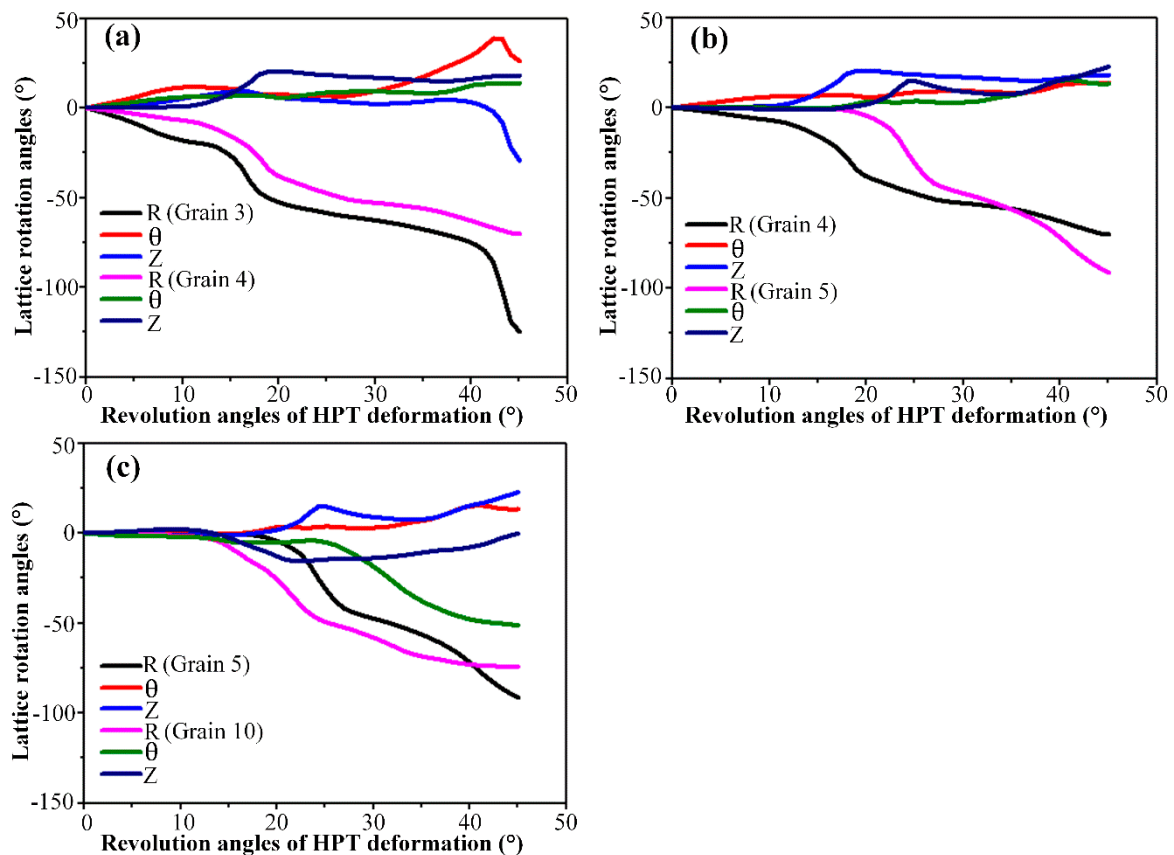 (a)
Lattice rotation angles (°)
50
0
-50
-100
-150
R (Grain 3)
θ
Z
R (Grain 4)
θ
Z
0
10
20
30
40
50
Revolution angles of HPT deformation (°)
(b)
Lattice rotation angles (°)
50
0
-50
-100
-150
R (Grain 4)
θ
Z
R (Grain 5)
θ
Z
0
10
20
30
40
50
Revolution angles of HPT deformation (°)
(c)
Lattice rotation angles (°)
50
0
-50
-100
-150
R (Grain 5)
θ
Z
R (Grain 10)
θ
Z
0
10
20
30
40
50
Revolution angles of HPT deformation (°)